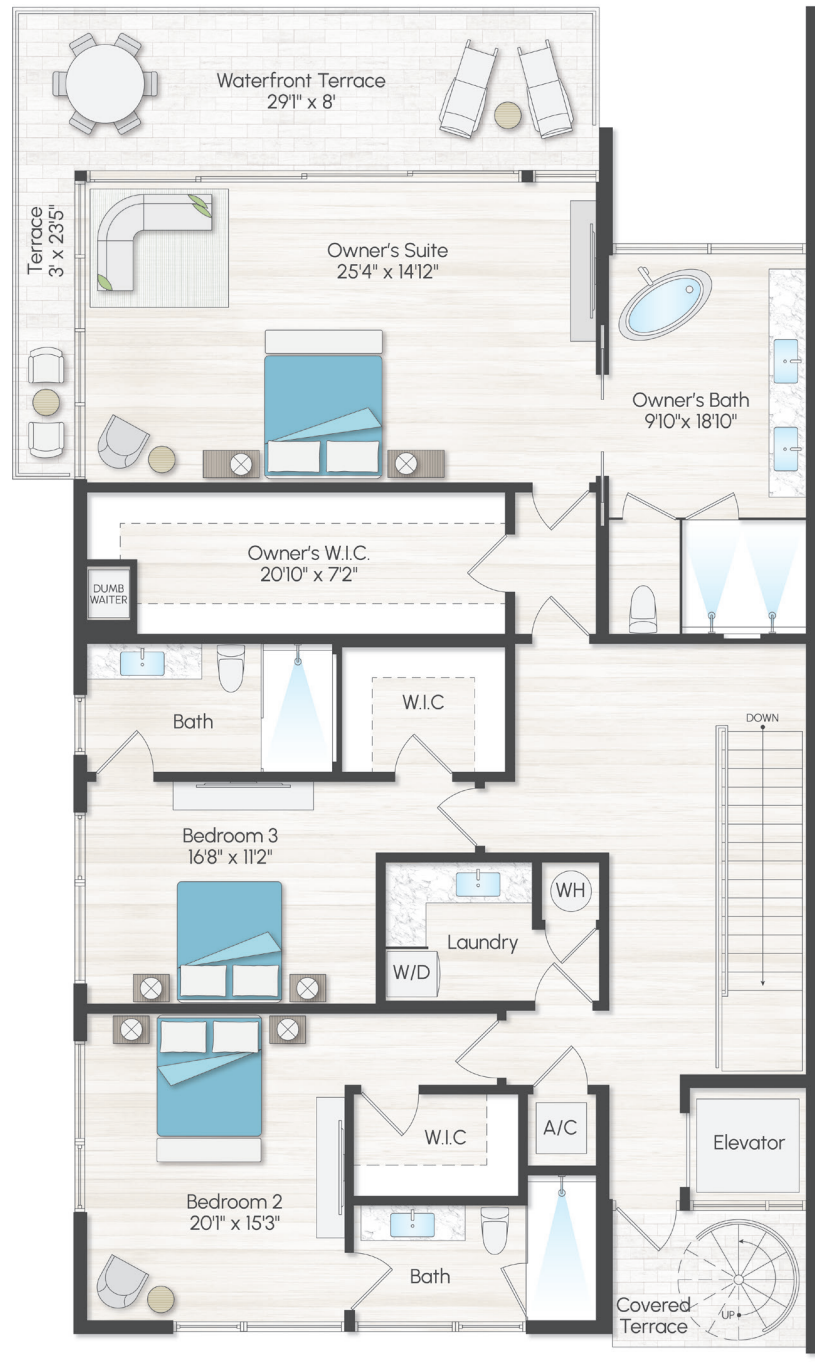 Waterfront Terrace
29'1" x 8'
Terrace
3' x 23'5"
Owner's Suite
25'4" x 14'12"
Owner's Bath
9'10"x 18'10"
Owner's W.I.C.
20'10" x 7'2"
DUMB
WAITER
Bath
W.I.C
DOWN
Bedroom 3
16'8" x 11'2"
WH
Laundry
W/D
A/C
W.I.C
Elevator
Bedroom 2
20'1" x 15'3"
Bath
Covered
Terrace
UP